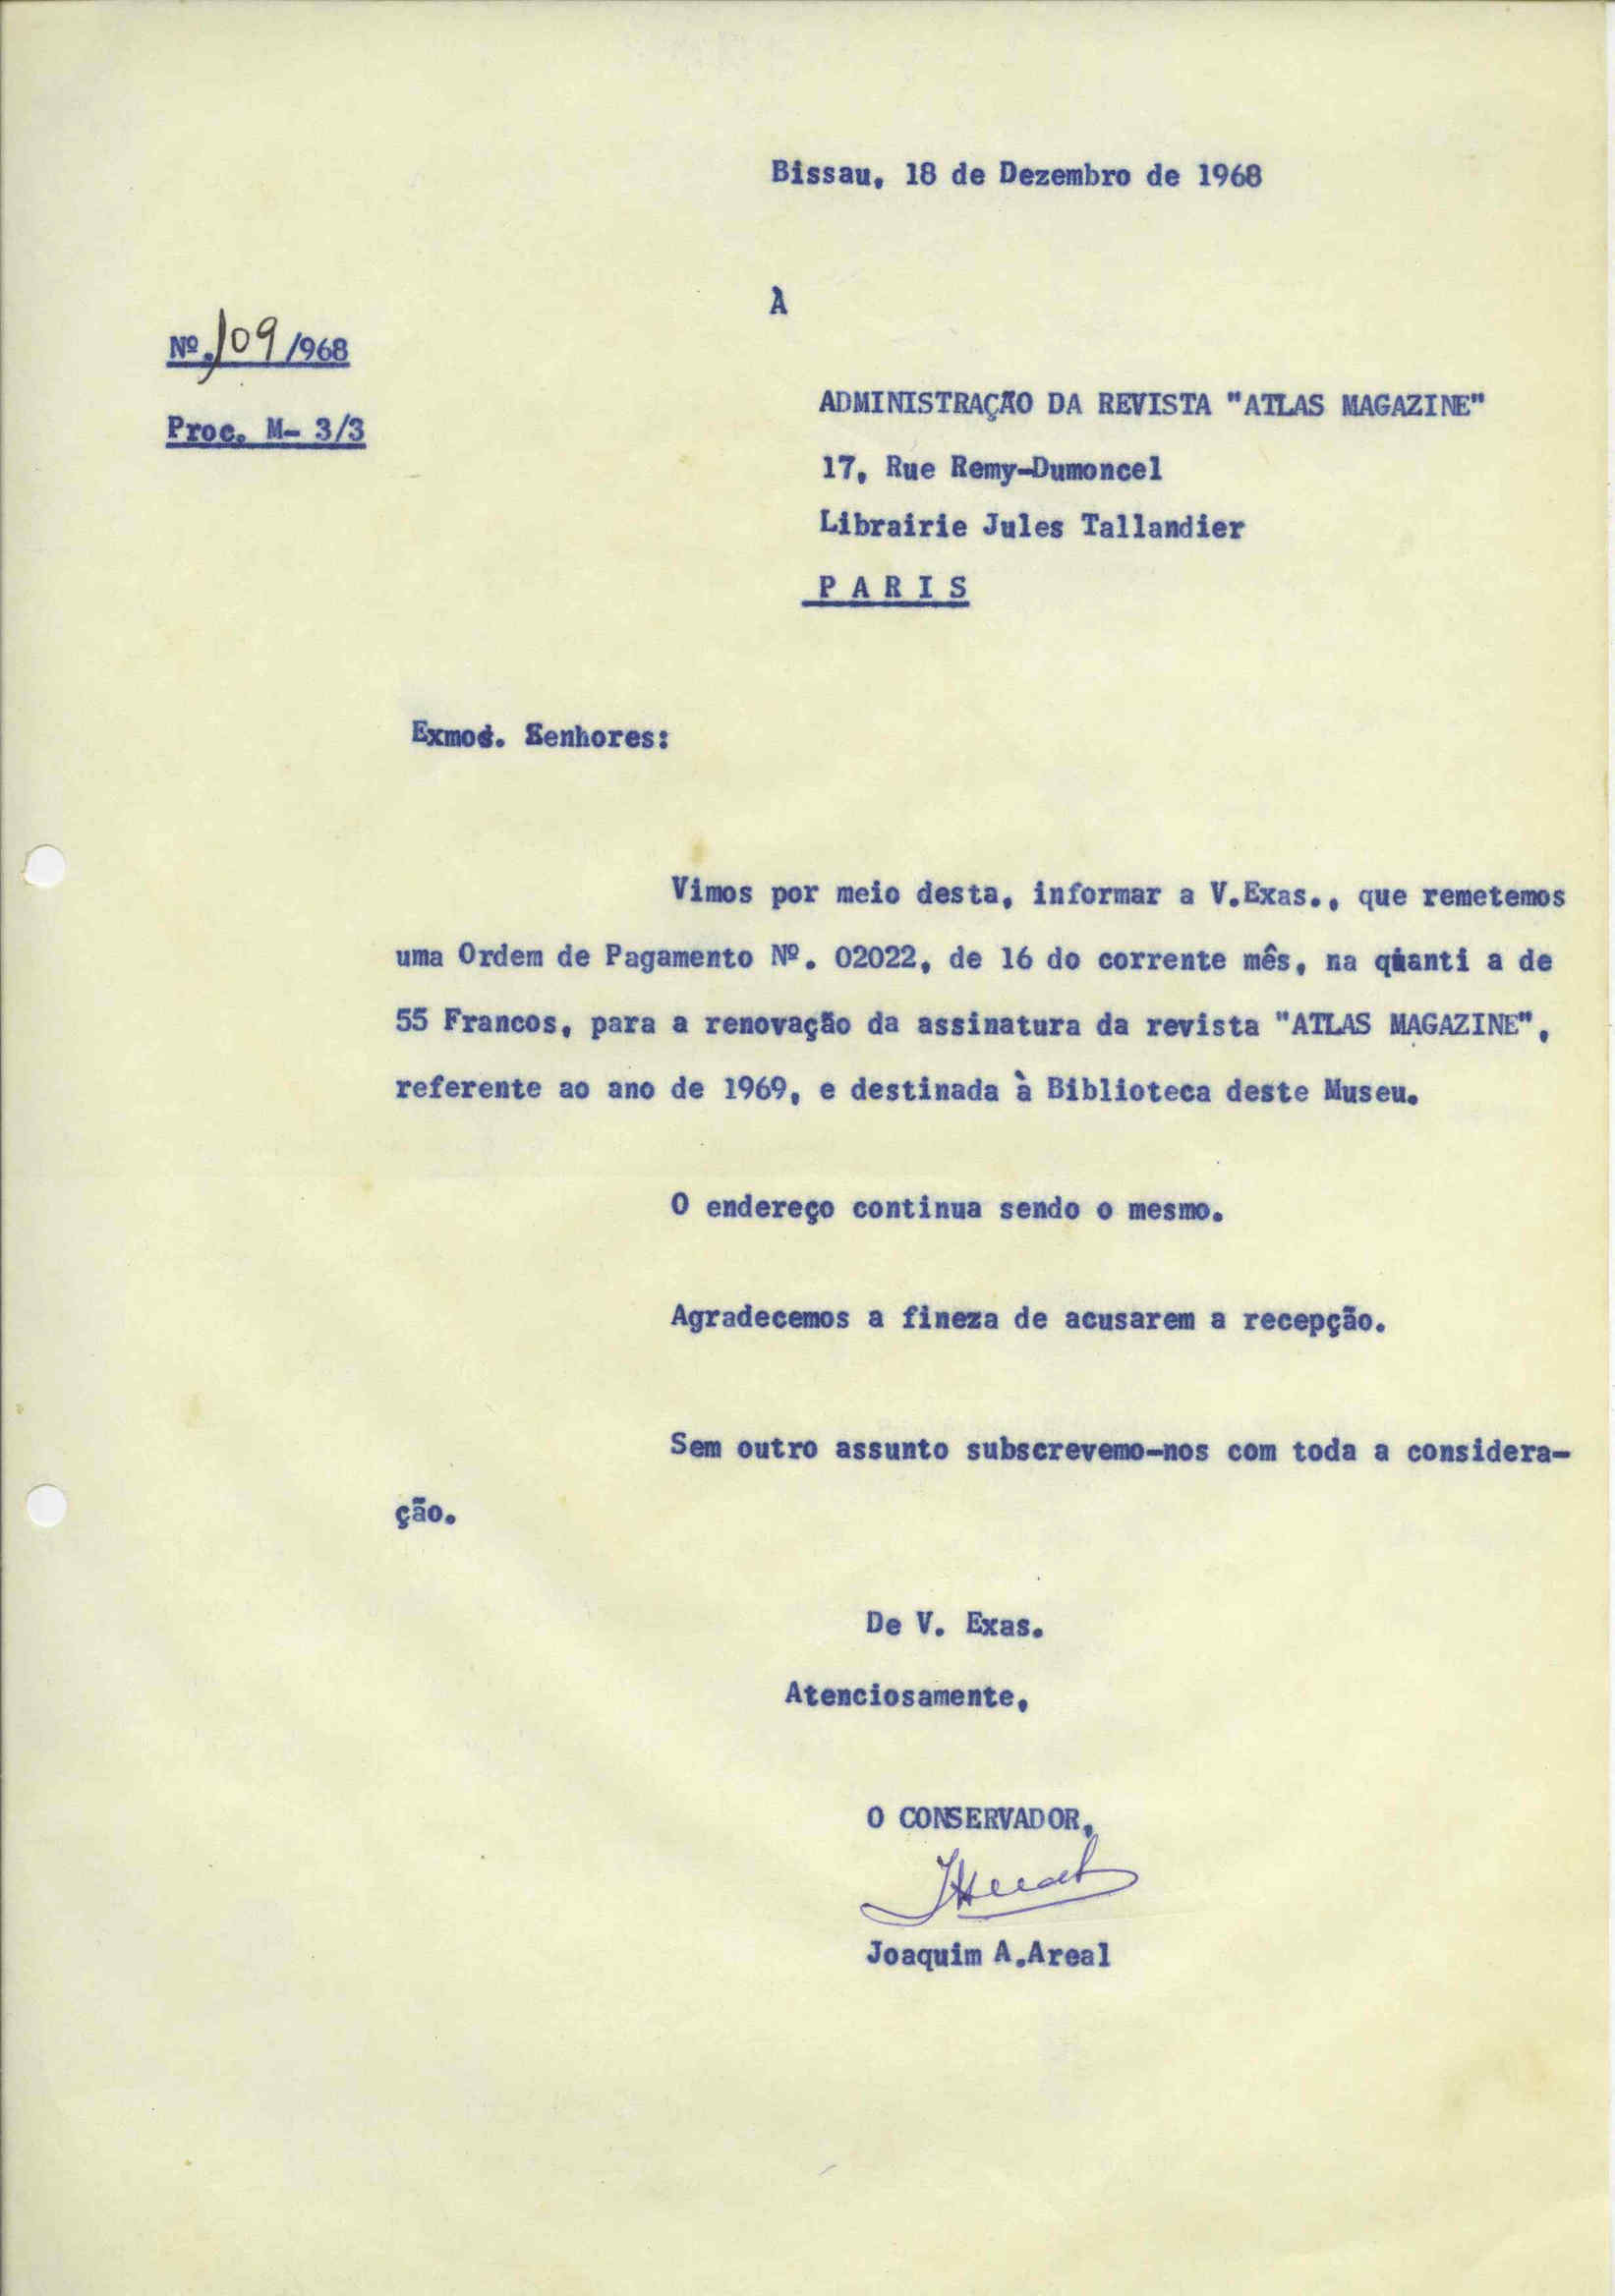 Bissau, 18 de Dezembro de 1968
À
Nº.109/968
Proc. M- 3/3
ADMINISTRAÇÃO DA REVISTA "ATLAS MAGAZINE"
17, Rue Remy-Dumoncel
Librairie Jules Tallandier
P A R I S
Exmos. Senhores:
Vimos por meio desta, informar a V.Exas., que remetemos
uma Ordem de Pagamento Nº. 02022, de 16 do corrente mês, na quanti a de
55 Francos, para a renovação da assinatura da revista "ATLAS MAGAZINE",
referente ao ano de 1969, e destinada à Biblioteca deste Museu.
O endereço continua sendo o mesmo.
Agradecemos a fineza de acusarem a recepção.
Sem outro assunto subscrevemo-nos com toda a considera-
ção.
De V. Exas.
Atenciosamente,
O CONSERVADOR,
Joaquim A.Areal